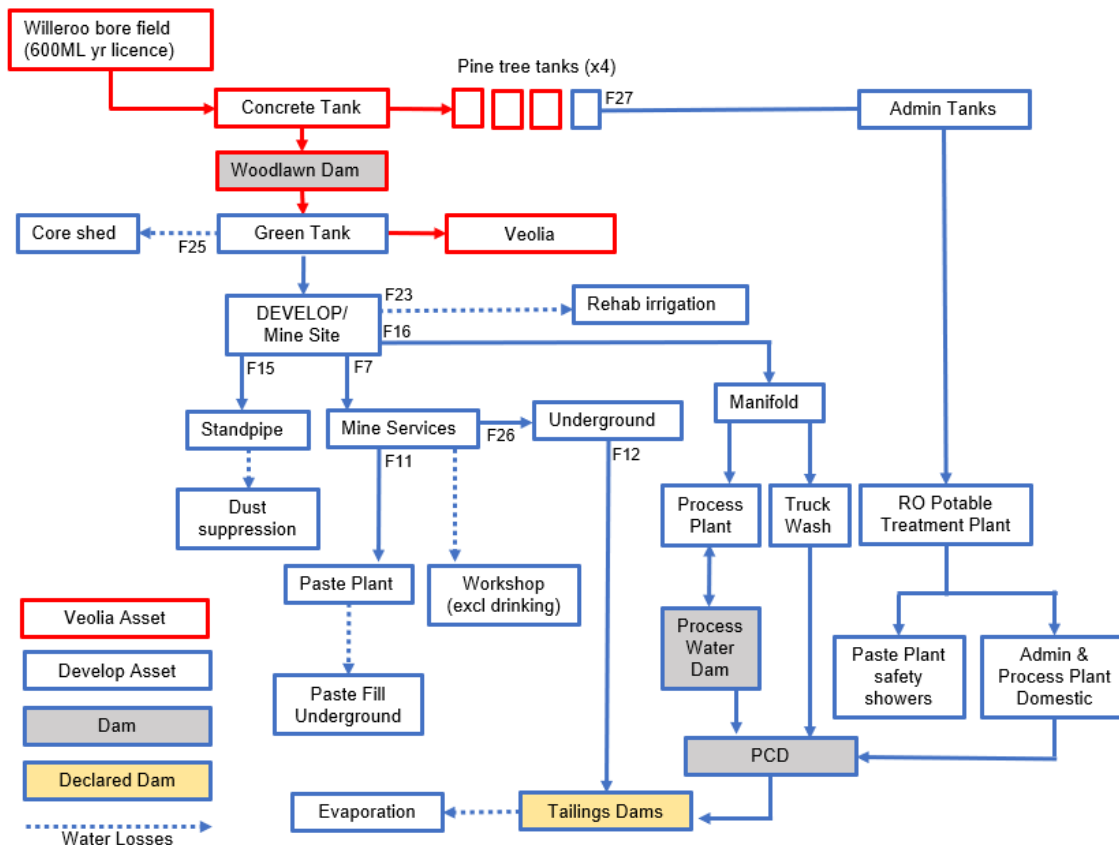 Willeroo bore field
(600ML yr licence)
Pine tree tanks (x4)
Concrete Tank
F27
Admin Tanks
Woodlawn Dam
Core shed
F25
Green Tank
Veolia
DEVELOP/
Mine Site
F23
Rehab irrigation
F16
F15
F7
Manifold
Standpipe
Mine Services
F26
Underground
F11
F12
Dust
suppression
Process
Plant
Truck
Wash
RO Potable
Treatment Plant
Paste Plant
Workshop
(excl drinking)
Veolia Asset
Process
Water
Dam
Paste Plant
safety
showers
Admin &
Process Plant
Domestic
Develop Asset
Paste Fill
Underground
Dam
PCD
Declared Dam
Evaporation
Tailings Dams
Water Losses